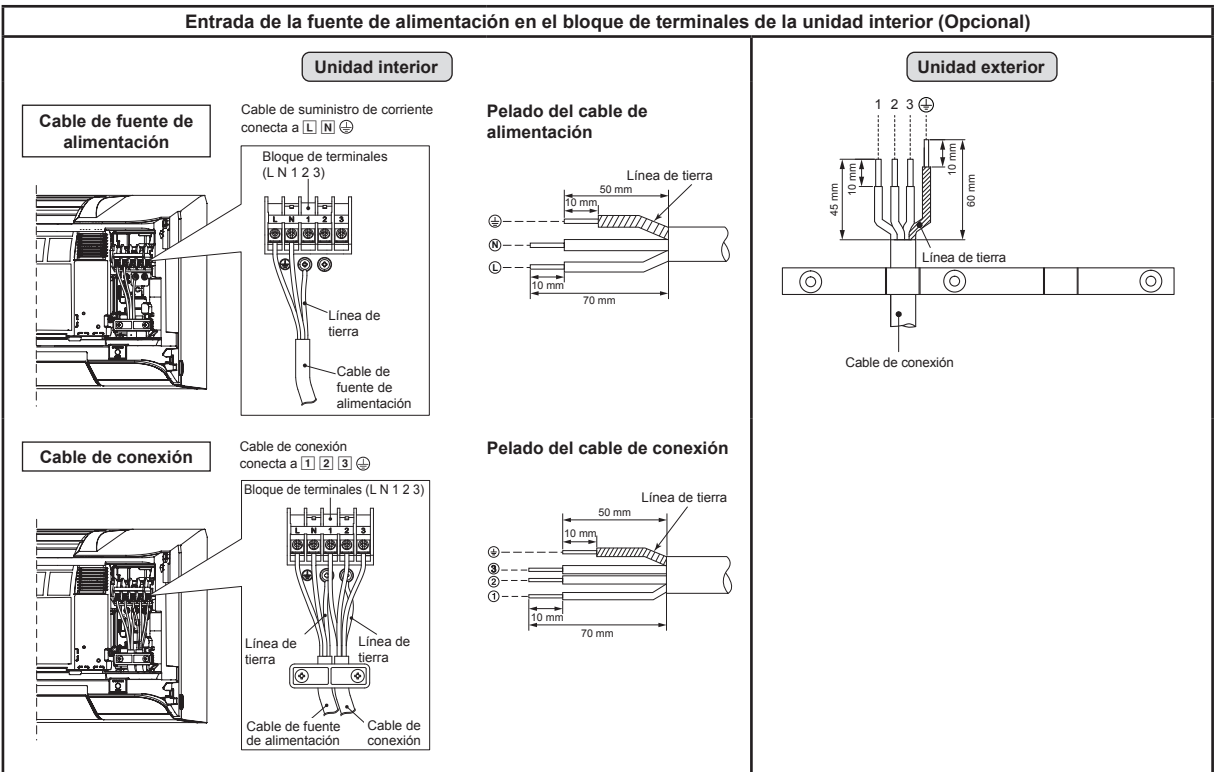 Entrada de la fuente de alimentación en el bloque de terminales de la unidad interior (Opcional)
Unidad interior
Cable de fuente de
alimentación
Cable de suministro de corriente
conecta a L N ⏚
Bloque de terminales
(L N 1 2 3)
L N 1 2 3
Línea de
tierra
Cable de
fuente de
alimentación
Pelado del cable de
alimentación
Línea de tierra
50 mm
10 mm
⏚
N
L
10 mm
70 mm
Cable de conexión
Cable de conexión
conecta a 1 2 3 ⏚
Bloque de terminales (L N 1 2 3)
L N 1 2 3
Línea de
tierra
Línea de
tierra
Cable de fuente
de alimentación
Cable de
conexión
Pelado del cable de conexión
Línea de tierra
50 mm
10 mm
⏚
3
2
1
10 mm
70 mm
Unidad exterior
1 2 3 ⏚
45 mm
10 mm
10 mm
60 mm
Línea de tierra
Cable de conexión